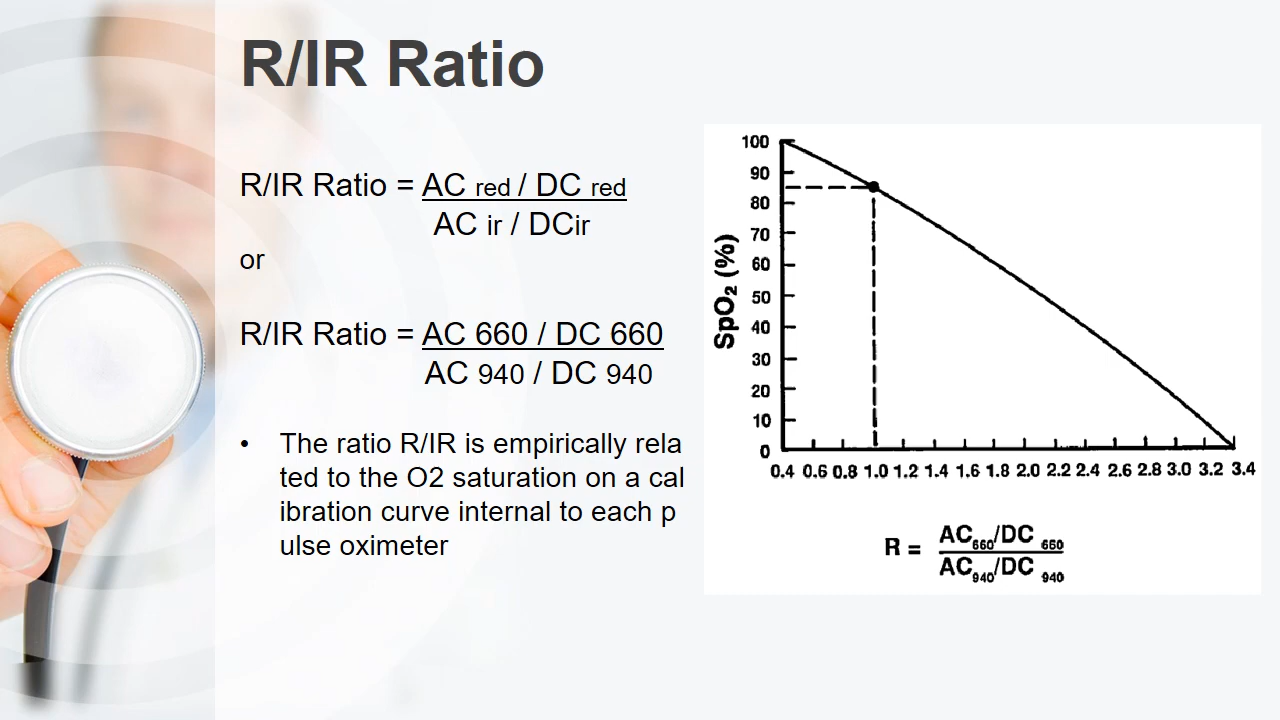 R/IR Ratio
R/IR Ratio = AC red / DC red
AC ir / DCir
or
R/IR Ratio = AC 660 / DC 660
AC 940 / DC 940
• The ratio R/IR is empirically rela
ted to the O2 saturation on a cal
ibration curve internal to each p
ulse oximeter
SpO2 (%)
100
90
80
70
60
50
40
30
20
10
0
0.4 0.6 0.8 1.0 1.2 1.4 1.6 1.8 2.0 2.2 2.4 2.6 2.8 3.0 3.2 3.4
R = AC660/DC 660
AC940/DC 940